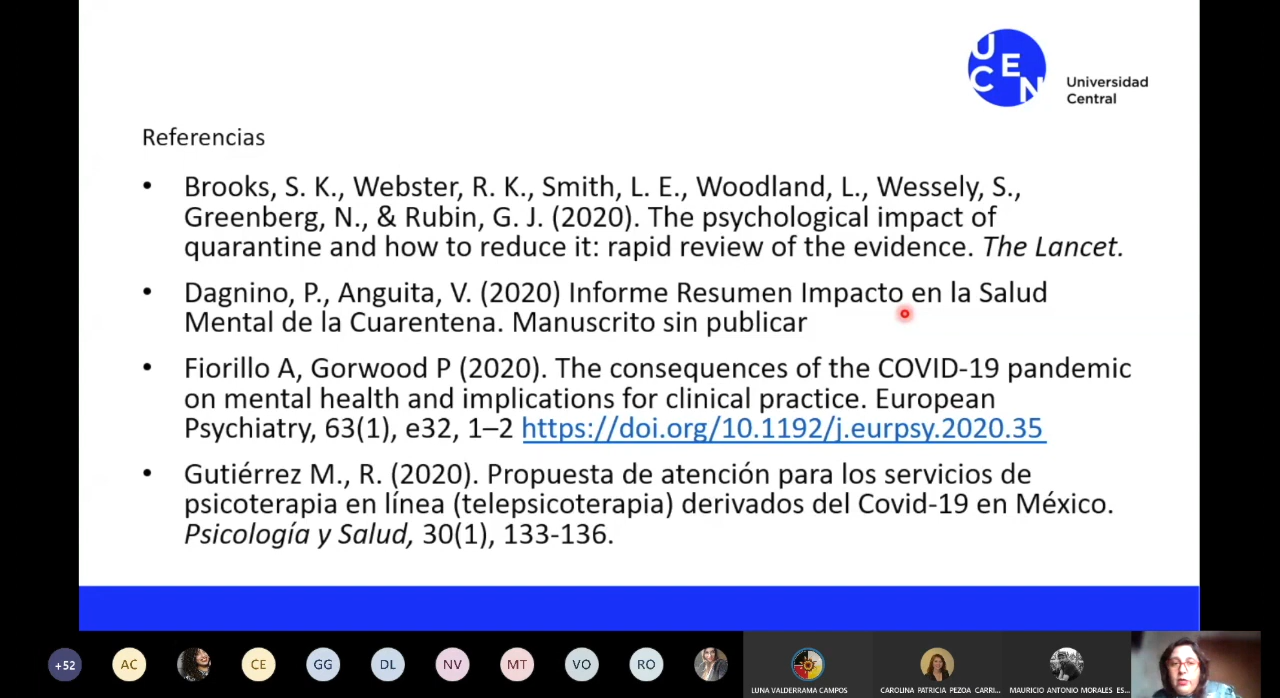 U
C E
N
Universidad
Central
Referencias
• Brooks, S. K., Webster, R. K., Smith, L. E., Woodland, L., Wessely, S.,
Greenberg, N., & Rubin, G. J. (2020). The psychological impact of
quarantine and how to reduce it: rapid review of the evidence. The Lancet.
• Dagnino, P., Anguita, V. (2020) Informe Resumen Impacto en la Salud
Mental de la Cuarentena. Manuscrito sin publicar
• Fiorillo A, Gorwood P (2020). The consequences of the COVID-19 pandemic
on mental health and implications for clinical practice. European
Psychiatry, 63(1), e32, 1–2 https://doi.org/10.1192/j.eurpsy.2020.35
• Gutiérrez M., R. (2020). Propuesta de atención para los servicios de
psicoterapia en línea (telepsicoterapia) derivados del Covid-19 en México.
Psicología y Salud, 30(1), 133-136.
+52 AC CE GG DL NV MT VO RO
LUNA VALDERRAMA CAMPOS CAROLINA PATRICIA PEZOA CARRI... MAURICIO ANTONIO MORALES ES...